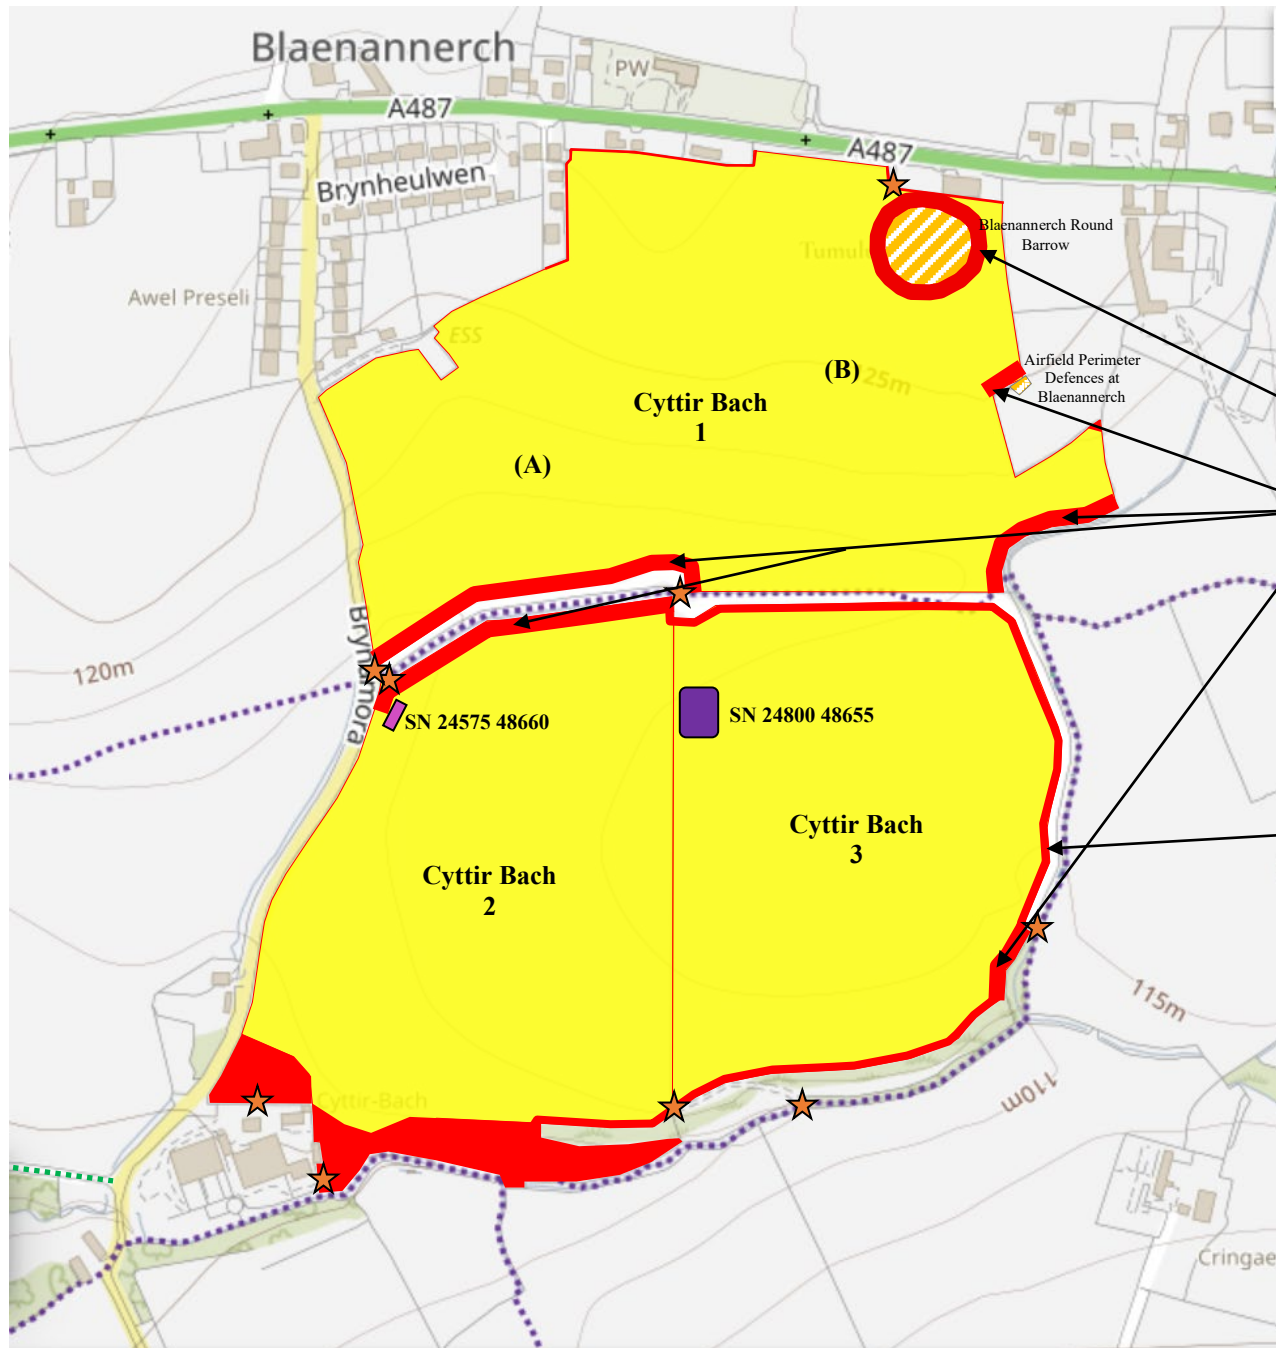 Blaenannerch
PW
A487
A487
Brynheulwen
Blaenannerch Round
Barrow
Tumul
Awel Preseli
ESS
Airfield Perimeter
Defences at
Blaenannerch
(B)
25m
Cyttir Bach
1
(A)
120m
Brynamora
SN 24575 48660
SN 24800 48655
Cyttir Bach
3
Cyttir Bach
2
115m
110m
Cyttir-Bach
Cringae